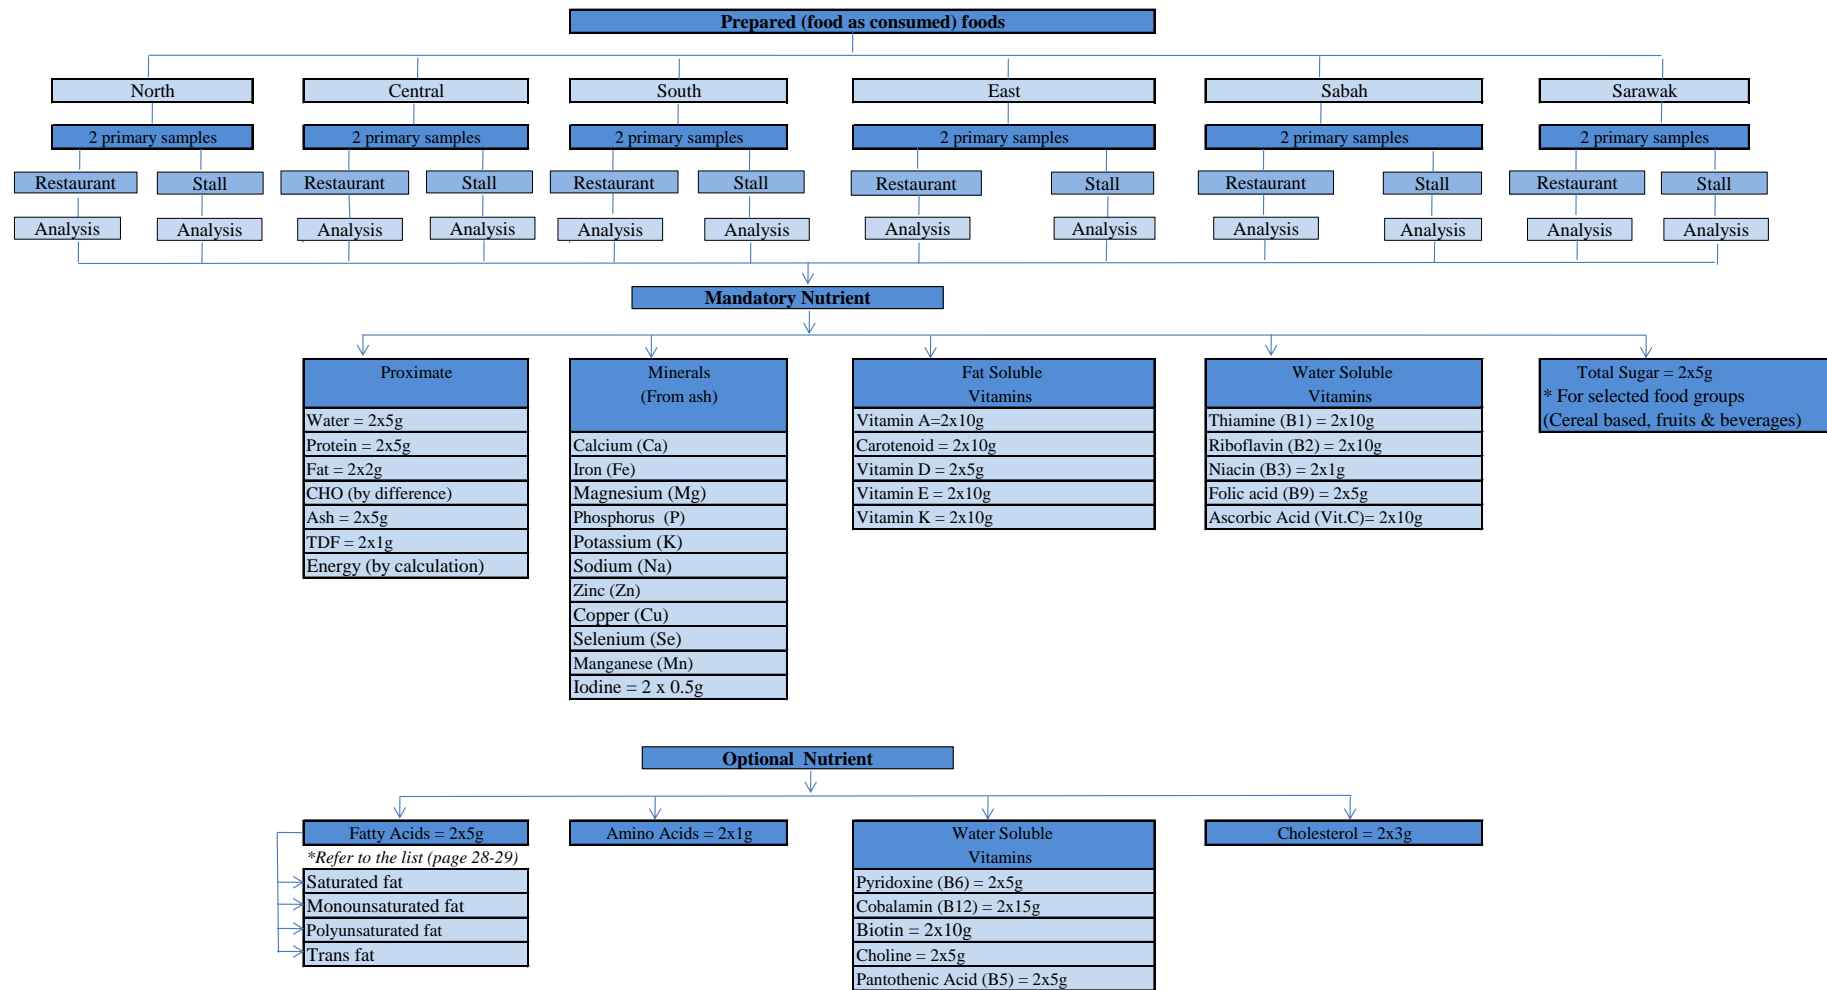 Prepared (food as consumed) foods
North
Central
South
East
Sabah
Sarawak
2 primary samples
2 primary samples
2 primary samples
2 primary samples
2 primary samples
2 primary samples
Restaurant
Stall
Restaurant
Stall
Restaurant
Stall
Restaurant
Stall
Restaurant
Stall
Restaurant
Stall
Analysis
Analysis
Analysis
Analysis
Analysis
Analysis
Analysis
Analysis
Analysis
Analysis
Analysis
Analysis
Mandatory Nutrient
Proximate
Water = 2x5g
Protein = 2x5g
Fat = 2x2g
CHO (by difference)
Ash = 2x5g
TDF = 2x1g
Energy (by calculation)
Minerals
(From ash)
Calcium (Ca)
Iron (Fe)
Magnesium (Mg)
Phosphorus (P)
Potassium (K)
Sodium (Na)
Zinc (Zn)
Copper (Cu)
Selenium (Se)
Manganese (Mn)
Iodine = 2 x 0.5g
Fat Soluble
Vitamins
Vitamin A=2x10g
Carotenoid = 2x10g
Vitamin D = 2x5g
Vitamin E = 2x10g
Vitamin K = 2x10g
Water Soluble
Vitamins
Thiamine (B1) = 2x10g
Riboflavin (B2) = 2x10g
Niacin (B3) = 2x1g
Folic acid (B9) = 2x5g
Ascorbic Acid (Vit.C)= 2x10g
Total Sugar = 2x5g
* For selected food groups
(Cereal based, fruits & beverages)
Optional Nutrient
Fatty Acids = 2x5g
*Refer to the list (page 28-29)
Saturated fat
Monounsaturated fat
Polyunsaturated fat
Trans fat
Amino Acids = 2x1g
Water Soluble
Vitamins
Pyridoxine (B6) = 2x5g
Cobalamin (B12) = 2x15g
Biotin = 2x10g
Choline = 2x5g
Pantothenic Acid (B5) = 2x5g
Cholesterol = 2x3g